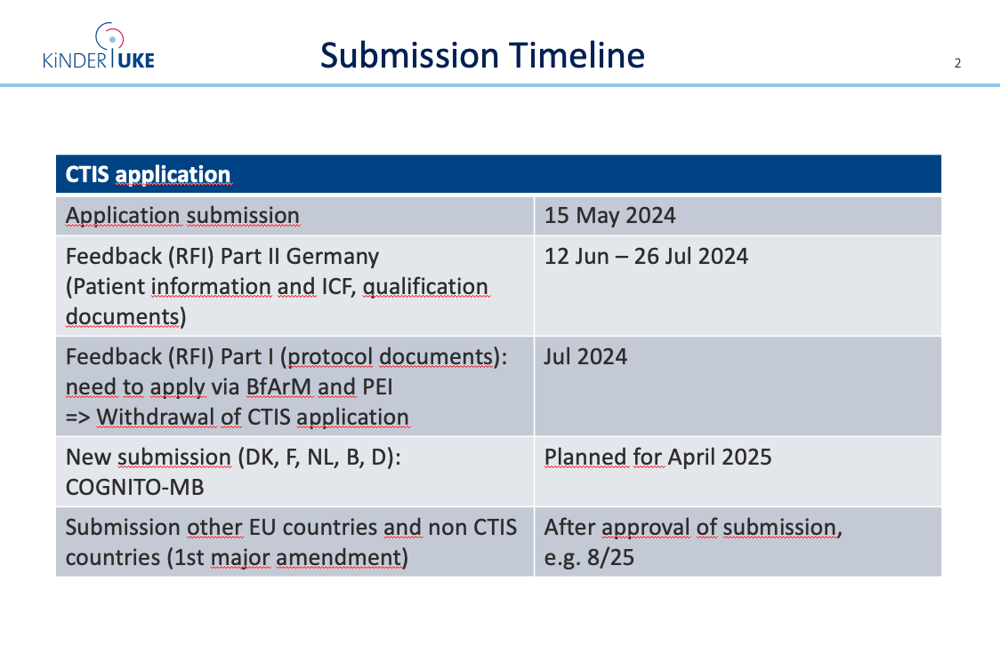 KiNDER UKE
Submission Timeline
2
CTIS application
Application submission
15 May 2024
Feedback (RFI) Part II Germany
(Patient information and ICF, qualification
documents)
12 Jun – 26 Jul 2024
Feedback (RFI) Part I (protocol documents):
need to apply via BfArM and PEI
=> Withdrawal of CTIS application
Jul 2024
New submission (DK, F, NL, B, D):
COGNITO-MB
Planned for April 2025
Submission other EU countries and non CTIS
countries (1st major amendment)
After approval of submission,
e.g. 8/25